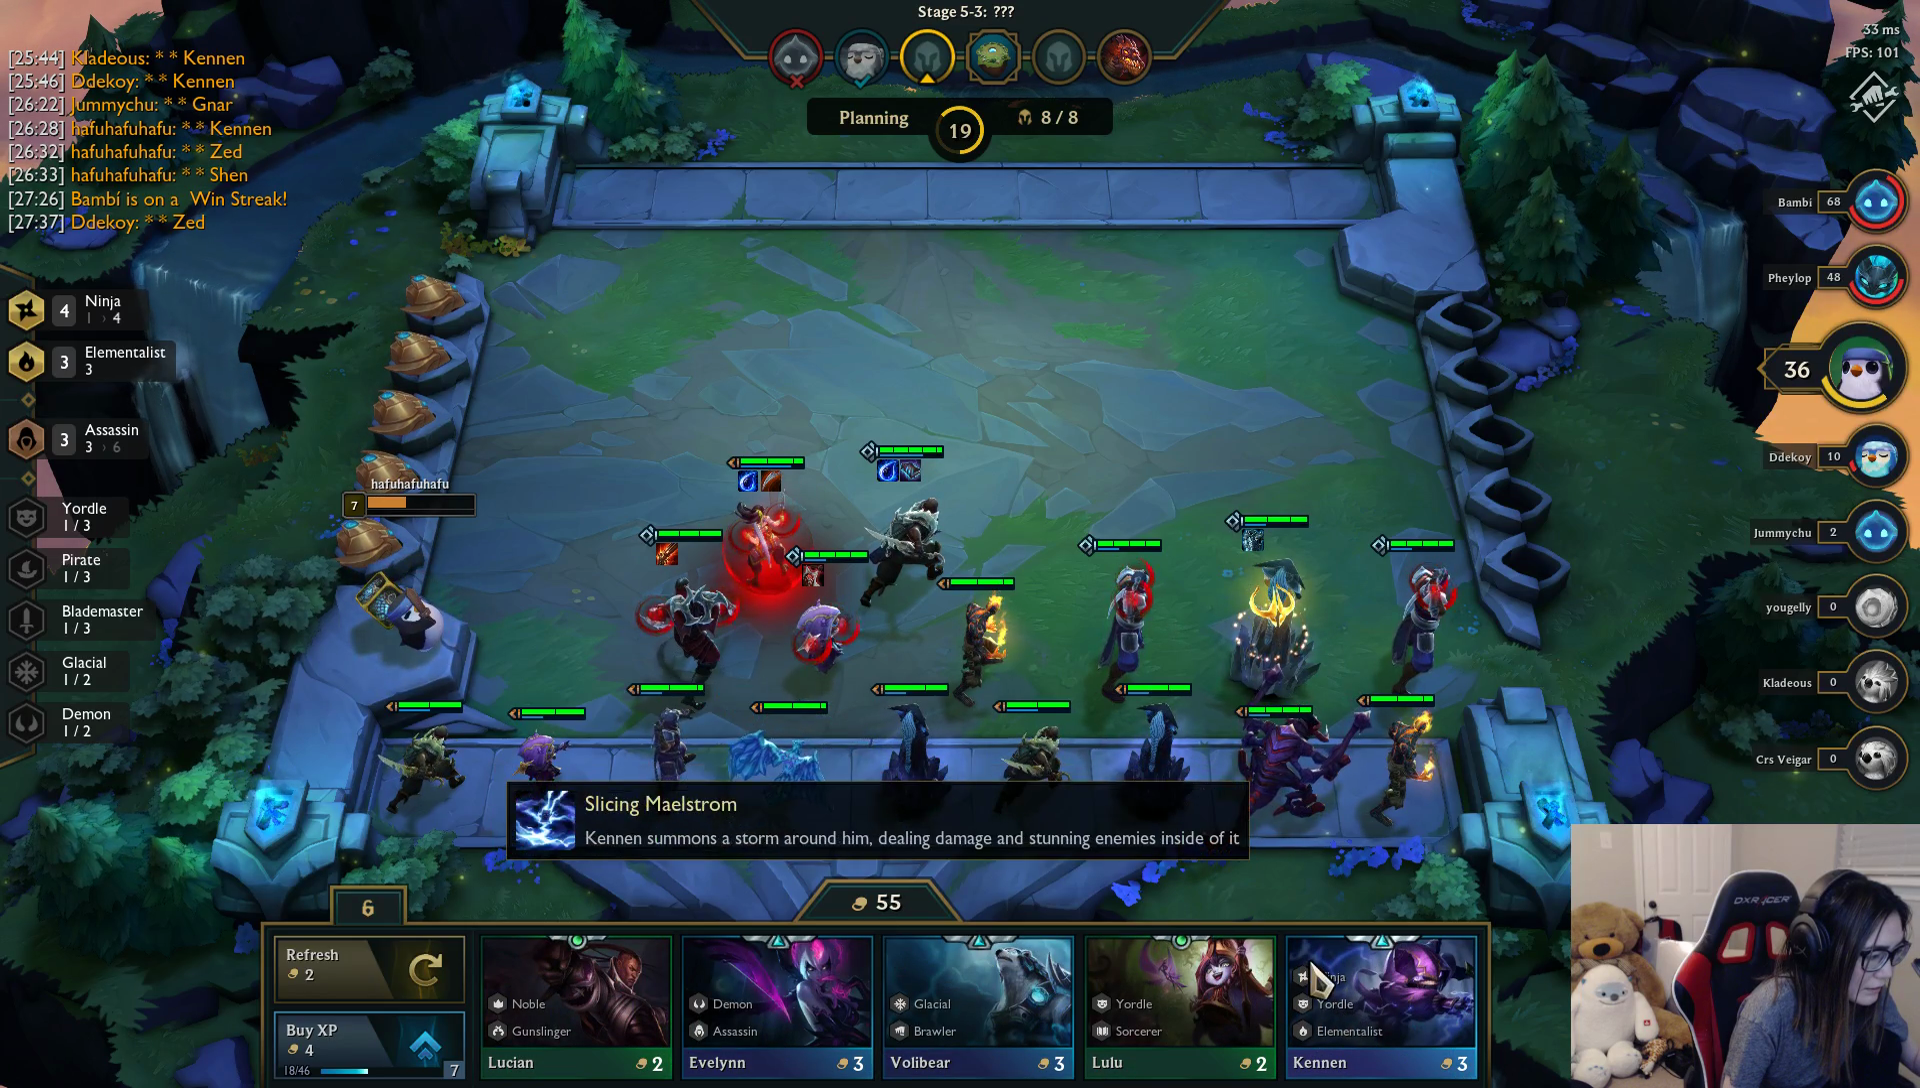 Stage 5-3: ???
33 ms
FPS: 101
[25:44] Kladeous: * * Kennen
[25:46] Ddekoy: * * Kennen
[26:22] Jummychu: * * Gnar
[26:28] hafuhafuhafu: * * Kennen
[26:32] hafuhafuhafu: * * Zed
[26:33] hafuhafuhafu: * * Shen
[27:26] Bambí is on a Win Streak!
[27:37] Ddekoy: * * Zed
Planning
19
8 / 8
Bambí 68
Pheylop 48
36
Ddekoy 10
Jummychu 2
yougelly 0
Kladeous 0
Crs Veigar 0
4 Ninja
1 › 4
3 Elementalist
3
3 Assassin
3 › 6
Yordle
1 / 3
Pirate
1 / 3
Blademaster
1 / 3
Glacial
1 / 2
Demon
1 / 2
hafuhafuhafu
7
Slicing Maelstrom
Kennen summons a storm around him, dealing damage and stunning enemies inside of it
6
55
Refresh
2
Buy XP
4
18/46
7
Noble
Gunslinger
Lucian 2
Demon
Assassin
Evelynn 3
Glacial
Brawler
Volibear 3
Yordle
Sorcerer
Lulu 2
Yordle
Elementalist
Kennen 3
DXRACER